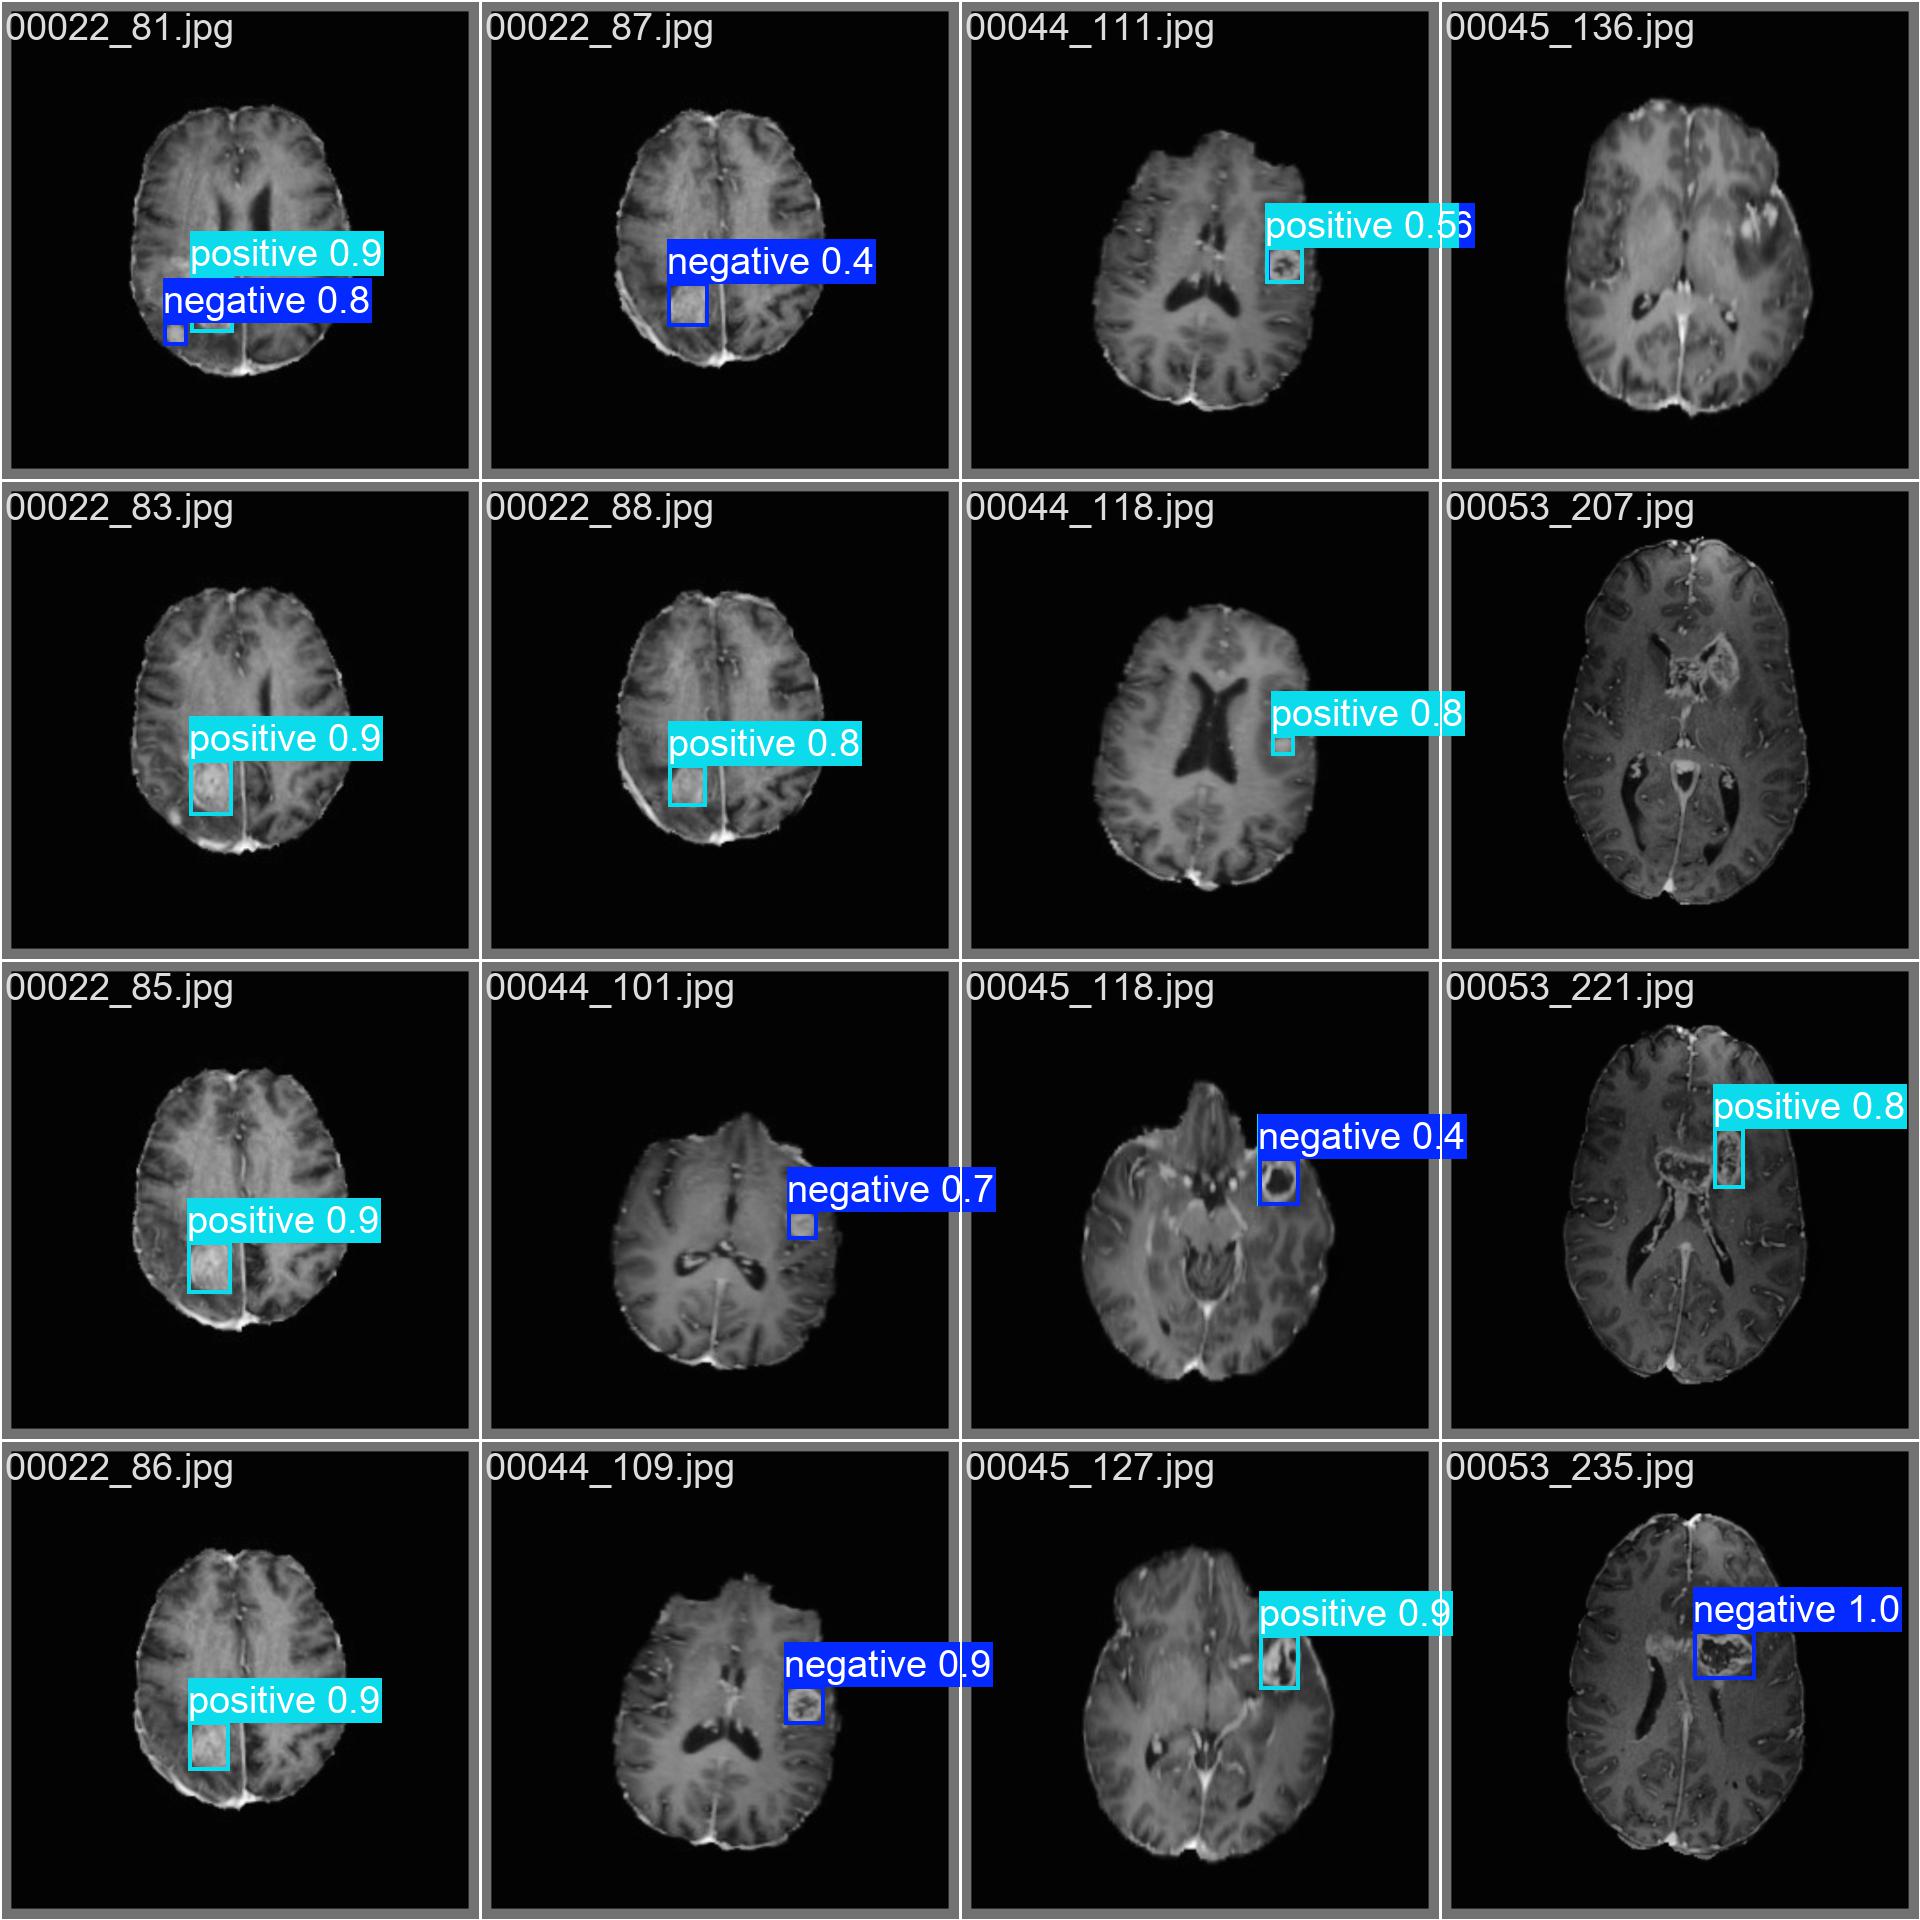 00022_81.jpg
positive 0.9
negative 0.8
00022_87.jpg
negative 0.4
00044_111.jpg
positive 0.5
6
00045_136.jpg
00022_83.jpg
positive 0.9
00022_88.jpg
positive 0.8
00044_118.jpg
positive 0.8
00053_207.jpg
00022_85.jpg
positive 0.9
00044_101.jpg
negative 0.7
00045_118.jpg
negative 0.4
00053_221.jpg
positive 0.8
00022_86.jpg
positive 0.9
00044_109.jpg
negative 0.9
00045_127.jpg
positive 0.9
00053_235.jpg
negative 1.0